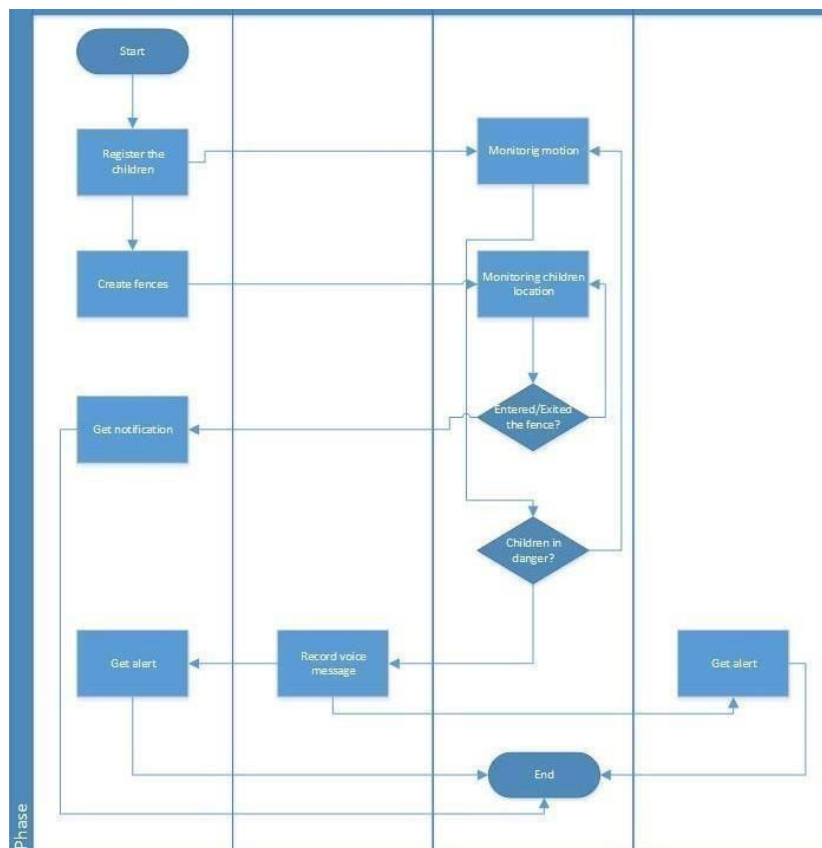 Start
Register the
children
Monitorig motion
Create fences
Monitoring children
location
Get notification
Entered/Exited
the fence?
Children in
danger?
Get alert
Record voice
message
Get alert
End
Phase